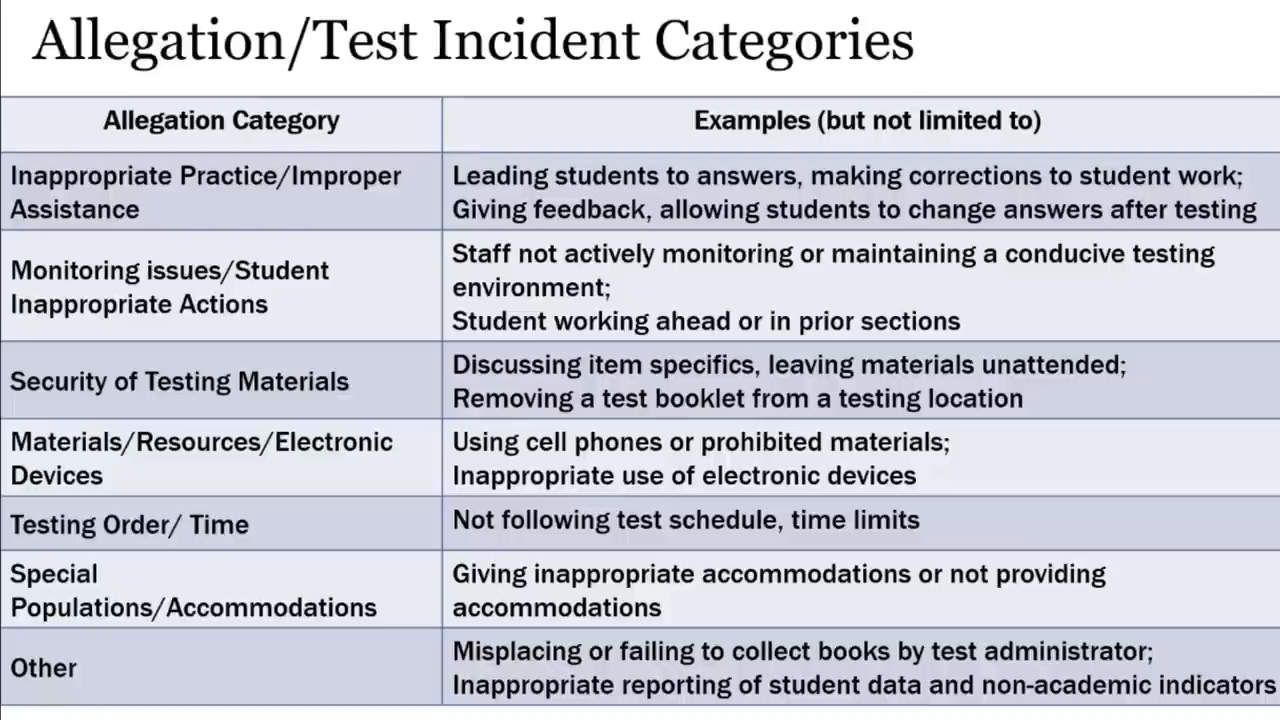 Allegation/Test Incident Categories
Allegation Category
Examples (but not limited to)
Inappropriate Practice/Improper
Assistance
Leading students to answers, making corrections to student work;
Giving feedback, allowing students to change answers after testing
Monitoring issues/Student
Inappropriate Actions
Staff not actively monitoring or maintaining a conducive testing
environment;
Student working ahead or in prior sections
Security of Testing Materials
Discussing item specifics, leaving materials unattended;
Removing a test booklet from a testing location
Materials/Resources/Electronic
Devices
Using cell phones or prohibited materials;
Inappropriate use of electronic devices
Testing Order/ Time
Not following test schedule, time limits
Special
Populations/Accommodations
Giving inappropriate accommodations or not providing
accommodations
Other
Misplacing or failing to collect books by test administrator;
Inappropriate reporting of student data and non-academic indicators